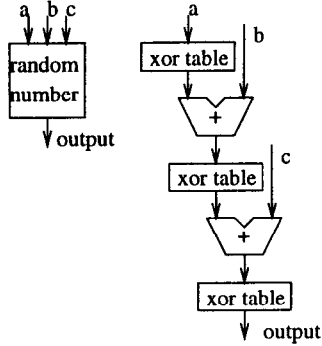 a b c
random
number
output
a
b
xor table
+
c
xor table
+
xor table
output